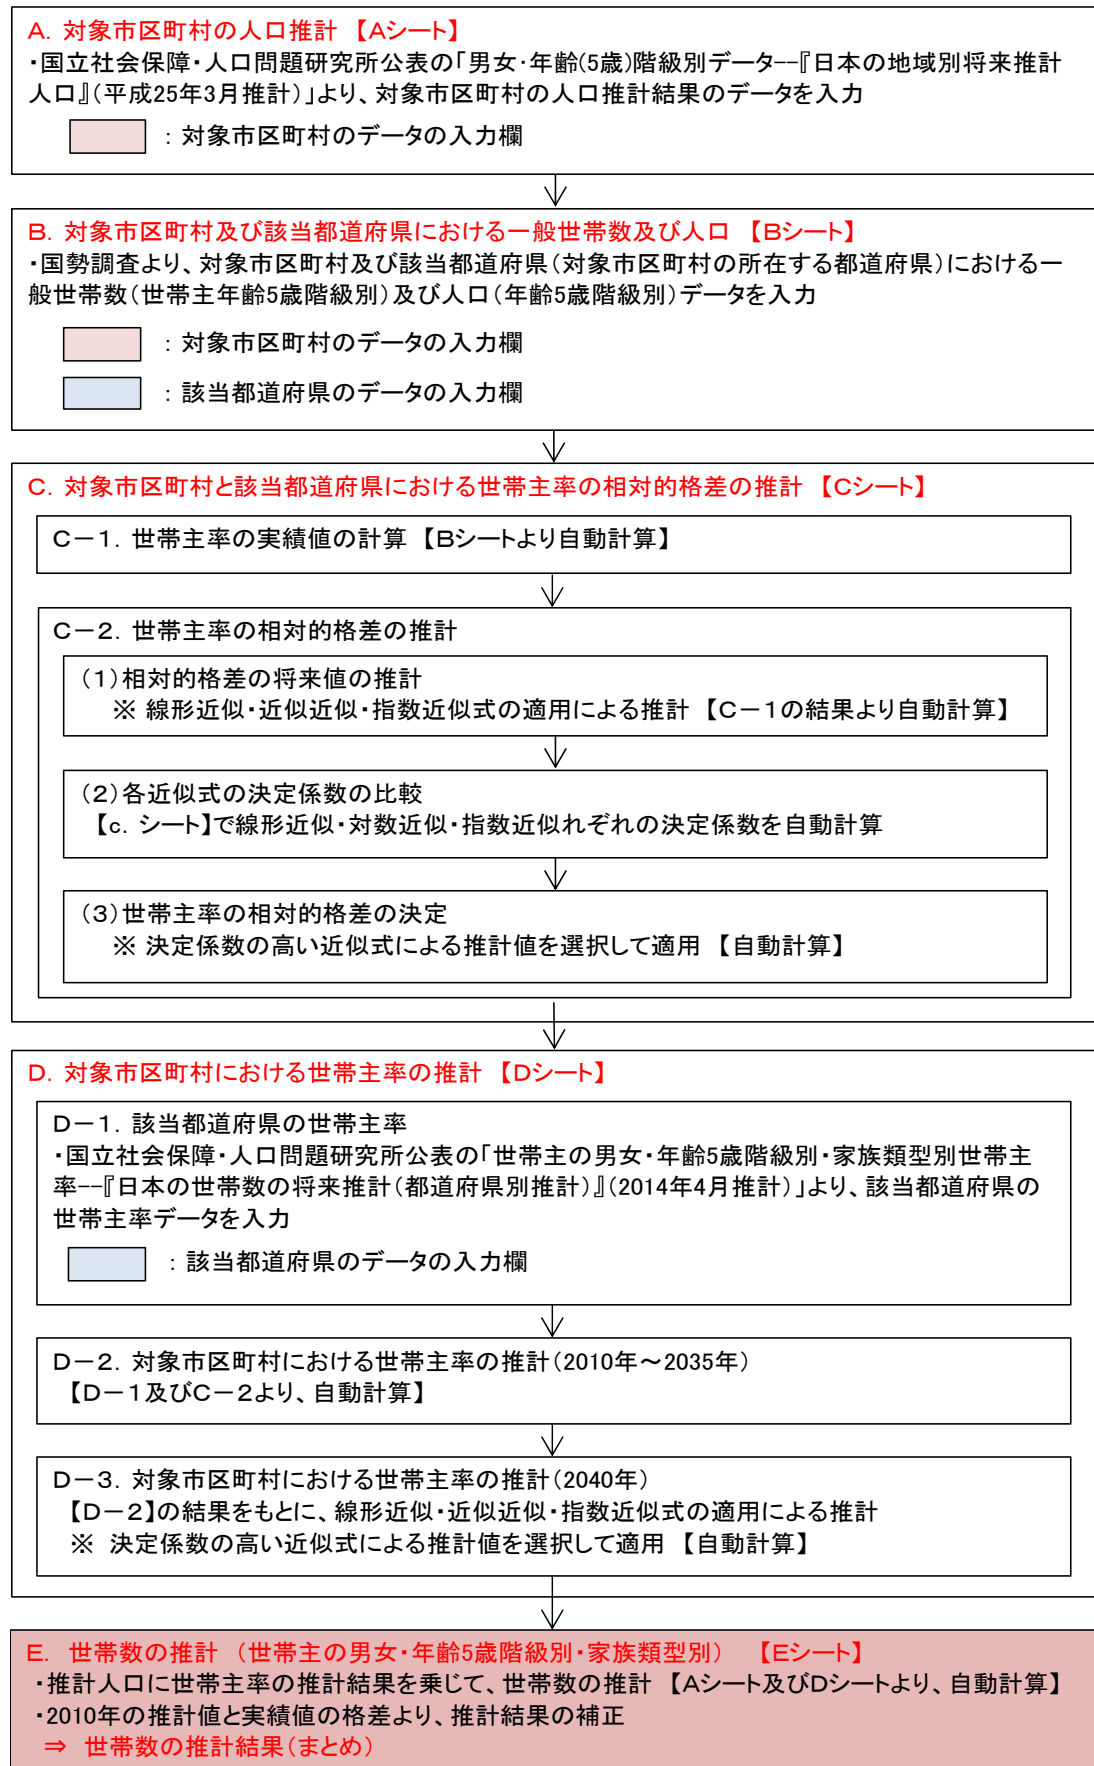 A. 対象市区町村の人口推計 【Aシート】
・国立社会保障・人口問題研究所公表の「男女・年齢(5歳)階級別データ--『日本の地域別将来推計
人口』(平成25年3月推計)」より、対象市区町村の人口推計結果のデータを入力
: 対象市区町村のデータの入力欄
B. 対象市区町村及び該当都道府県における一般世帯数及び人口 【Bシート】
・国勢調査より、対象市区町村及び該当都道府県(対象市区町村の所在する都道府県)における一
般世帯数(世帯主年齢5歳階級別)及び人口(年齢5歳階級別)データを入力
: 対象市区町村のデータの入力欄
: 該当都道府県のデータの入力欄
C. 対象市区町村と該当都道府県における世帯主率の相対的格差の推計 【Cシート】
C-1. 世帯主率の実績値の計算 【Bシートより自動計算】
C-2. 世帯主率の相対的格差の推計
(1)相対的格差の将来値の推計
※ 線形近似・近似近似・指数近似式の適用による推計 【C-1の結果より自動計算】
(2)各近似式の決定係数の比較
【c. シート】で線形近似・対数近似・指数近似れぞれの決定係数を自動計算
(3)世帯主率の相対的格差の決定
※ 決定係数の高い近似式による推計値を選択して適用 【自動計算】
D. 対象市区町村における世帯主率の推計 【Dシート】
D-1. 該当都道府県の世帯主率
・国立社会保障・人口問題研究所公表の「世帯主の男女・年齢5歳階級別・家族類型別世帯主
率--『日本の世帯数の将来推計(都道府県別推計)』(2014年4月推計)」より、該当都道府県の
世帯主率データを入力
: 該当都道府県のデータの入力欄
D-2. 対象市区町村における世帯主率の推計(2010年~2035年)
【D-1及びC-2より、自動計算】
D-3. 対象市区町村における世帯主率の推計(2040年)
【D-2】の結果をもとに、線形近似・近似近似・指数近似式の適用による推計
※ 決定係数の高い近似式による推計値を選択して適用 【自動計算】
E. 世帯数の推計 (世帯主の男女・年齢5歳階級別・家族類型別) 【Eシート】
・推計人口に世帯主率の推計結果を乗じて、世帯数の推計 【Aシート及びDシートより、自動計算】
・2010年の推計値と実績値の格差より、推計結果の補正
⇒ 世帯数の推計結果(まとめ)